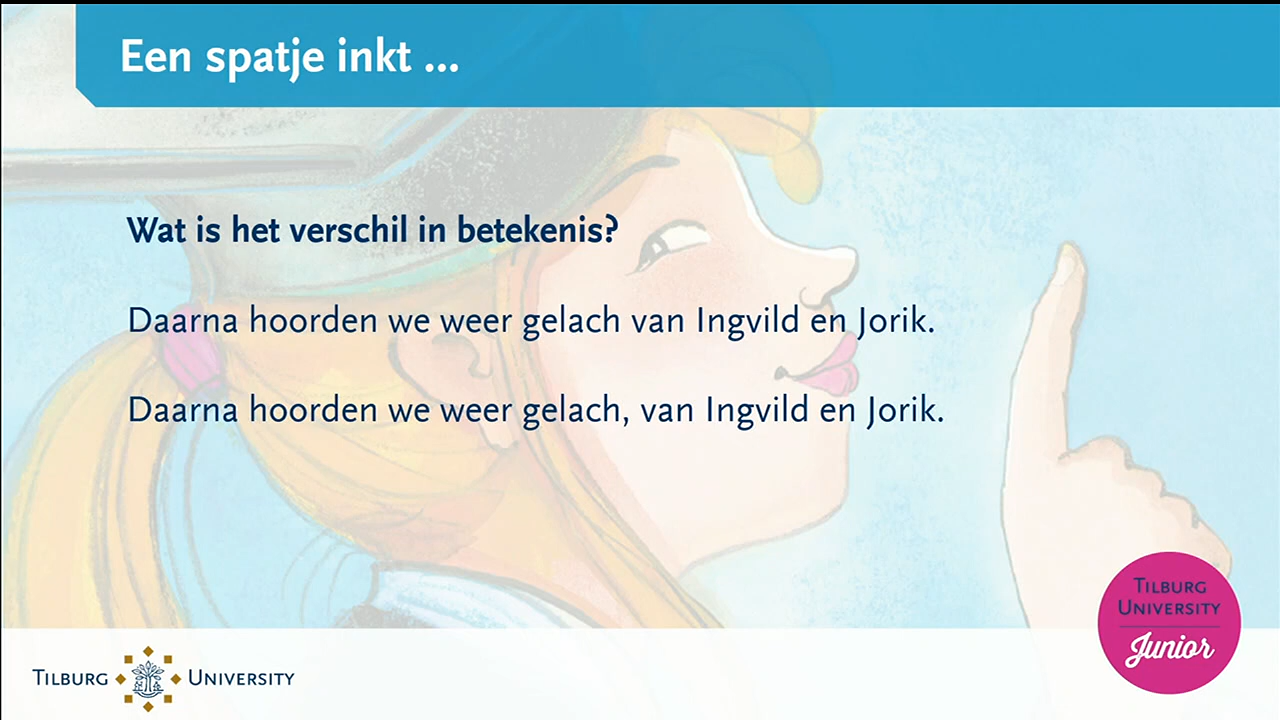 Een spatje inkt ...
Wat is het verschil in betekenis?
Daarna hoorden we weer gelach van Ingvild en Jorik.
Daarna hoorden we weer gelach, van Ingvild en Jorik.
TILBURG UNIVERSITY
TILBURG
UNIVERSITY
Junior